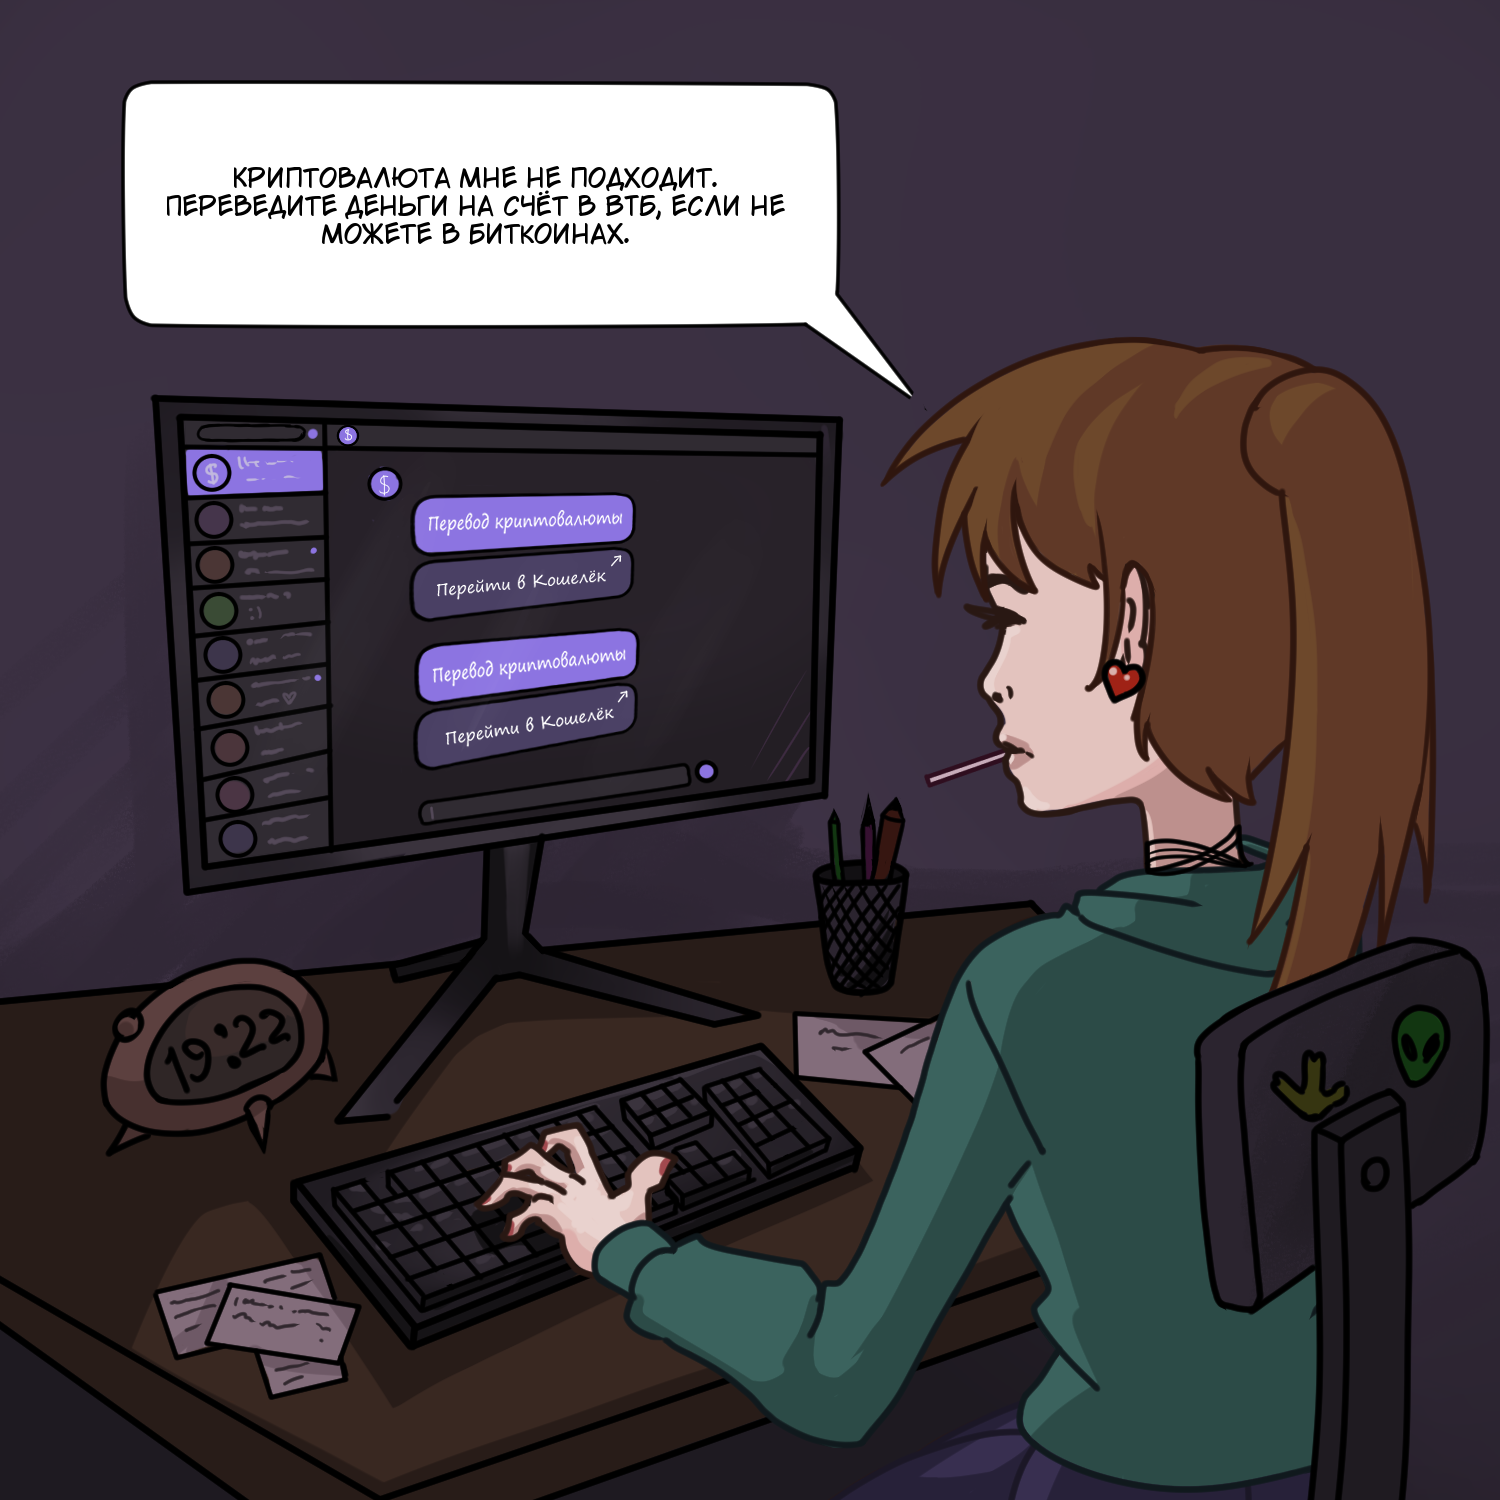 КРИПТОВАЛЮТА МНЕ НЕ ПОДХОДИТ.
ПЕРЕВЕДИТЕ ДЕНЬГИ НА СЧЁТ В ВТБ, ЕСЛИ НЕ
МОЖЕТЕ В БИТКОИНАХ.
$
$
$
Перевод криптовалюты
Перейти в Кошелёк
:)
Перевод криптовалюты
Перейти в Кошелёк
19:22